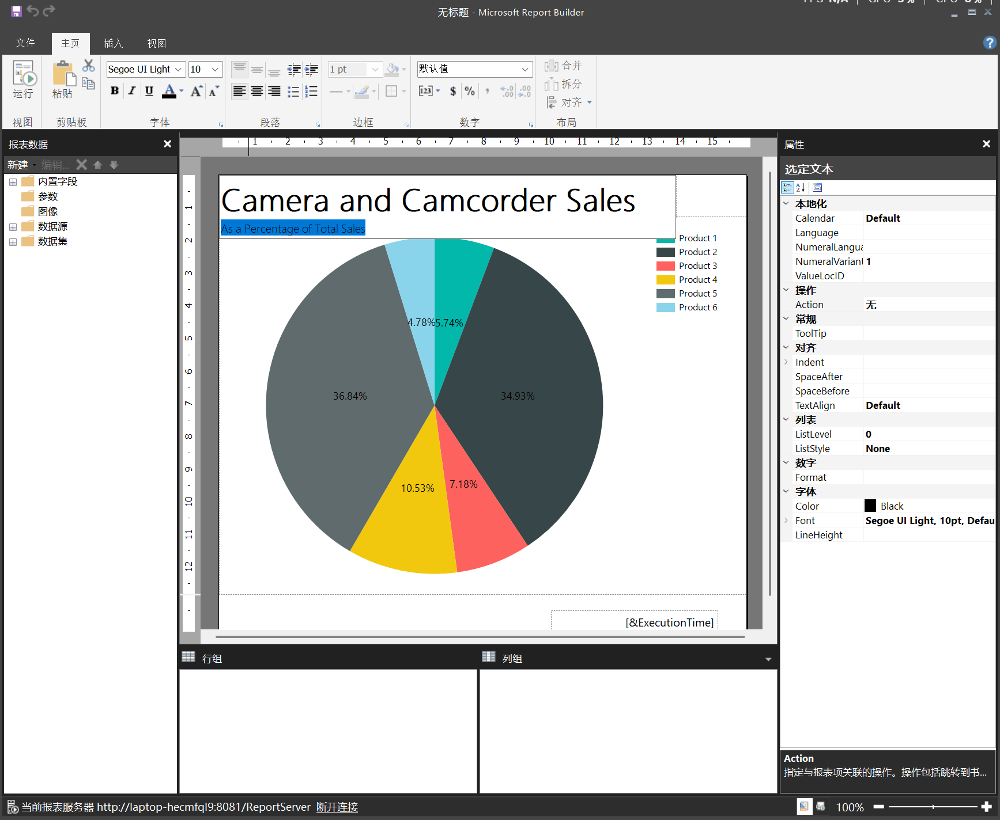 无标题 - Microsoft Report Builder
文件 主页 插入 视图
Segoe UI Light 10
1 pt
默认值
合并
拆分
对齐
运行 粘贴
B I U A A A
[123] $ % , .00 .00
视图 剪贴板 字体 段落 边框 数字 布局
报表数据
新建 编辑...
内置字段
参数
图像
数据源
数据集
1 2 3 4 5 6 7 8 9 10 11 12 13 14 15
1
2
3
4
5
6
7
8
9
10
11
12
Camera and Camcorder Sales
As a Percentage of Total Sales
Product 1
Product 2
Product 3
Product 4
Product 5
Product 6
4.78% 5.74%
36.84% 34.93%
10.53% 7.18%
[&ExecutionTime]
行组 列组
属性
选定文本
本地化
Calendar Default
Language
NumeralLangua
NumeralVariant 1
ValueLocID
操作
Action 无
常规
ToolTip
对齐
Indent
SpaceAfter
SpaceBefore
TextAlign Default
列表
ListLevel 0
ListStyle None
数字
Format
字体
Color Black
Font Segoe UI Light, 10pt, Defau
LineHeight
Action
指定与报表项关联的操作。操作包括跳转到书...
当前报表服务器 http://laptop-hecmfql9:8081/ReportServer 断开连接
100%